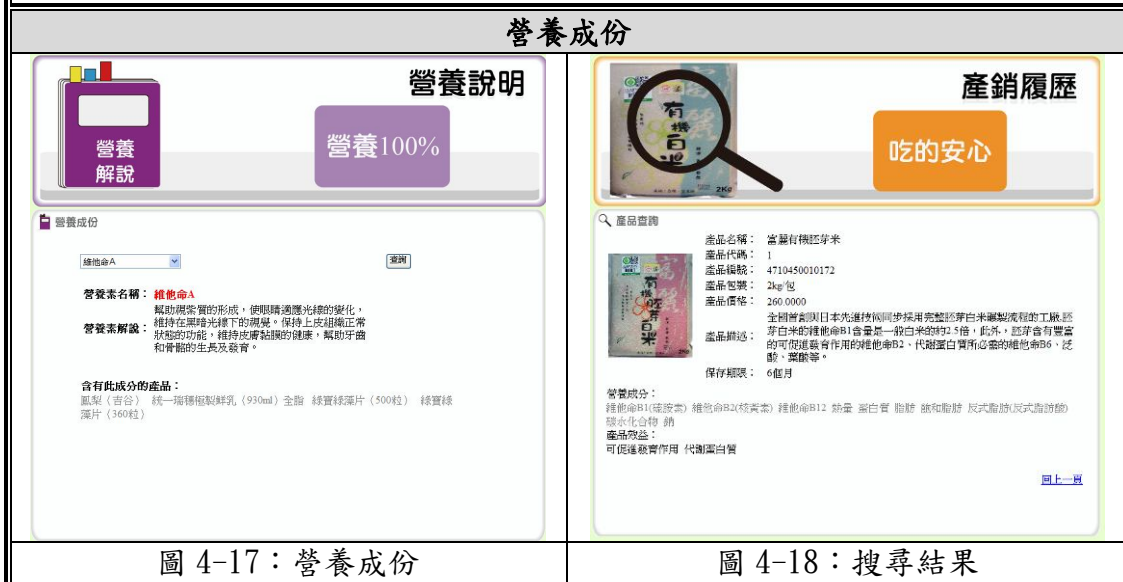 營養成份
營養說明
營養
解說
營養100%
營養成份
維他命A
查詢
營養素名稱：維他命A
營養素解說：
幫助視紫質的形成，使眼睛適應光線的變化，
維持在黑暗光線下的視覺。保持上皮組織正常
狀態的功能，維持皮膚黏膜的健康，幫助牙齒
和骨骼的生長及發育。
含有此成分的產品：
鳳梨（吉谷） 統一瑞穗極製鮮乳（930ml）全脂 綠寶綠藻片（500粒） 綠寶綠
藻片（360粒）
圖 4-17：營養成份
產銷履歷
吃的安心
有機白米
2Kg
產品查詢
富麗
有機胚芽白米
產品名稱： 富麗有機胚芽米
產品代碼： 1
產品編號： 4710450010172
產品包裝： 2kg/包
產品價格： 260.0000
產品描述：
全國首創與日本先進技術同步採用完整胚芽白米碾製流程的工廠.胚
芽白米的維他命B1含量是一般白米的約2.5倍，此外，胚芽含有豐富
的可促進發育作用的維他命B2、代謝蛋白質所必需的維他命B6、泛
酸、葉酸等。
保存期限： 6個月
營養成分：
維他命B1(硫胺素) 維他命B2(核黃素) 維他命B12 熱量 蛋白質 脂肪 飽和脂肪 反式脂肪(反式脂肪酸)
碳水化合物 鈉
產品效益：
可促進發育作用 代謝蛋白質
回上一頁
圖 4-18：搜尋結果